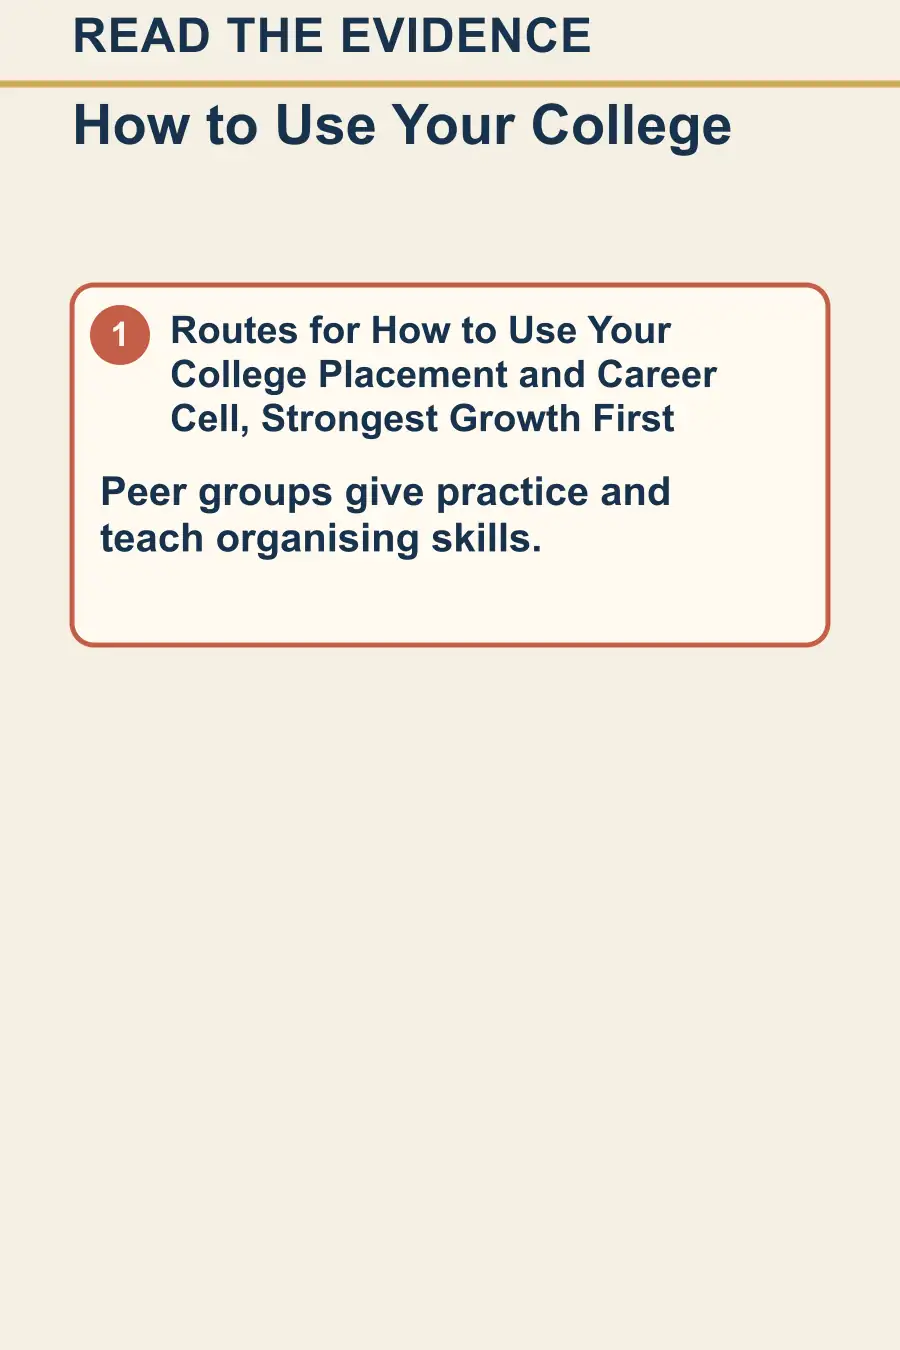 READ THE EVIDENCE
How to Use Your College
1
Routes for How to Use Your
College Placement and Career
Cell, Strongest Growth First
Peer groups give practice and
teach organising skills.